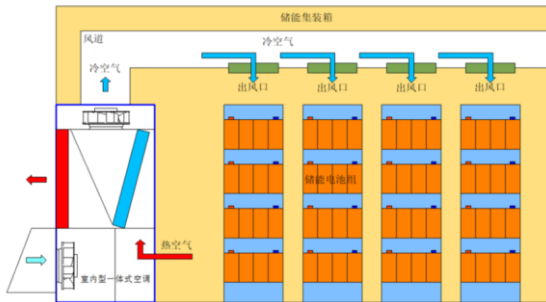 储能集装箱
风道
冷空气
冷空气
出风口
出风口
出风口
出风口
储能电池组
热空气
室内型一体式空调